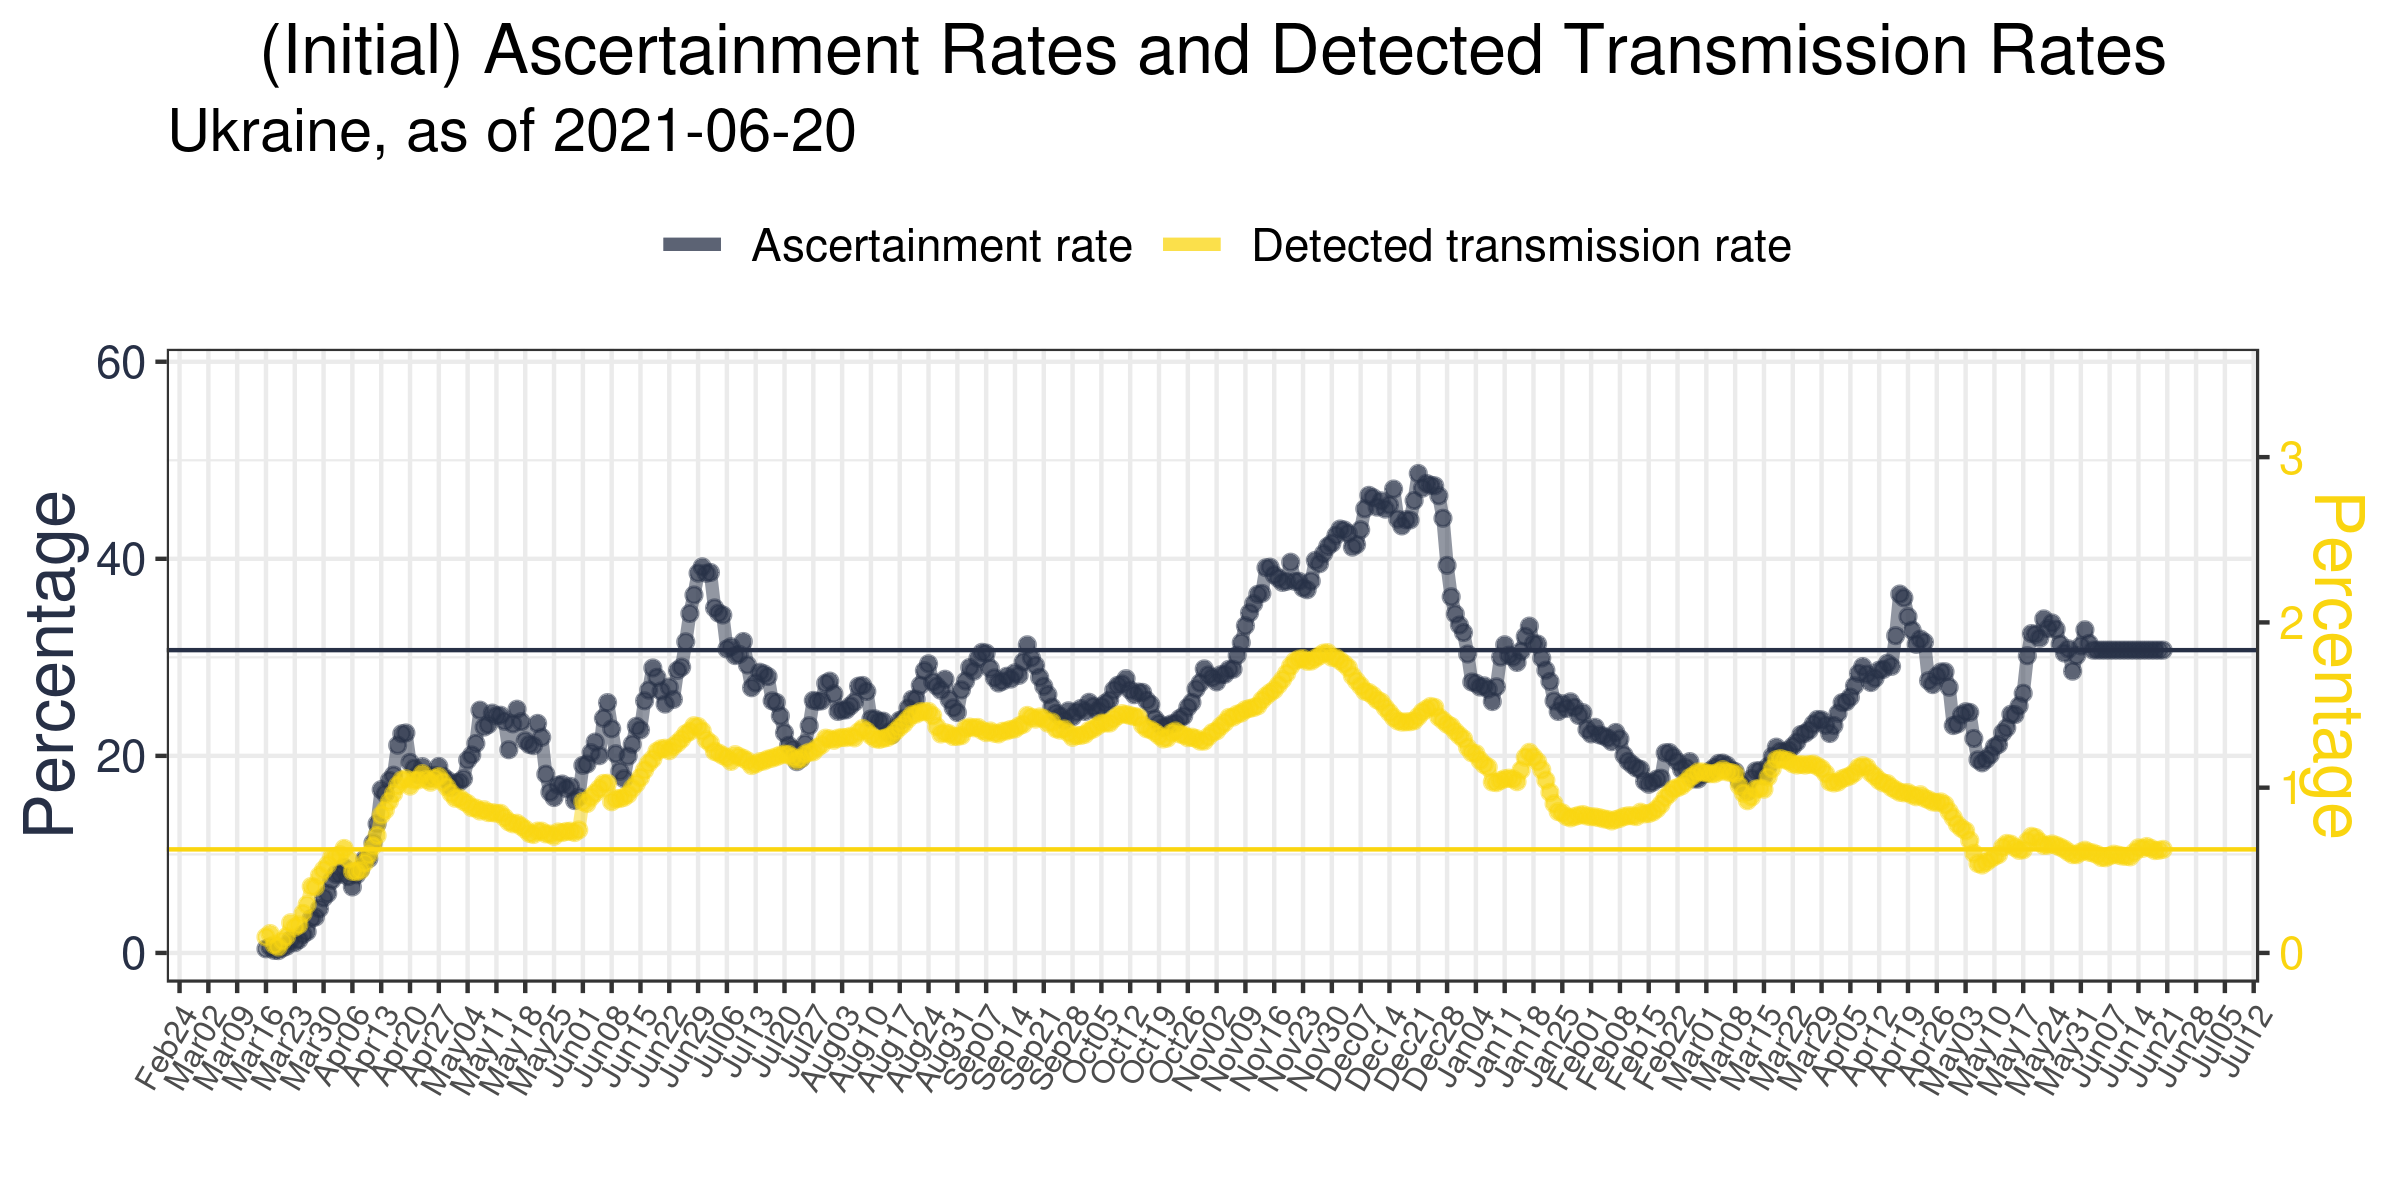 (Initial) Ascertainment Rates and Detected Transmission Rates
Ukraine, as of 2021-06-20
Ascertainment rate
Detected transmission rate
Percentage
60
40
20
0
Percentage
3
2
1
0
Feb24
Mar02
Mar09
Mar16
Mar23
Mar30
Apr06
Apr13
Apr20
Apr27
May04
May11
May18
May25
Jun01
Jun08
Jun15
Jun22
Jun29
Jul06
Jul13
Jul20
Jul27
Aug03
Aug10
Aug17
Aug24
Aug31
Sep07
Sep14
Sep21
Sep28
Oct05
Oct12
Oct19
Oct26
Nov02
Nov09
Nov16
Nov23
Nov30
Dec07
Dec14
Dec21
Dec28
Jan04
Jan11
Jan18
Jan25
Feb01
Feb08
Feb15
Feb22
Mar01
Mar08
Mar15
Mar22
Mar29
Apr05
Apr12
Apr19
Apr26
May03
May10
May17
May24
May31
Jun07
Jun14
Jun21
Jun28
Jul05
Jul12